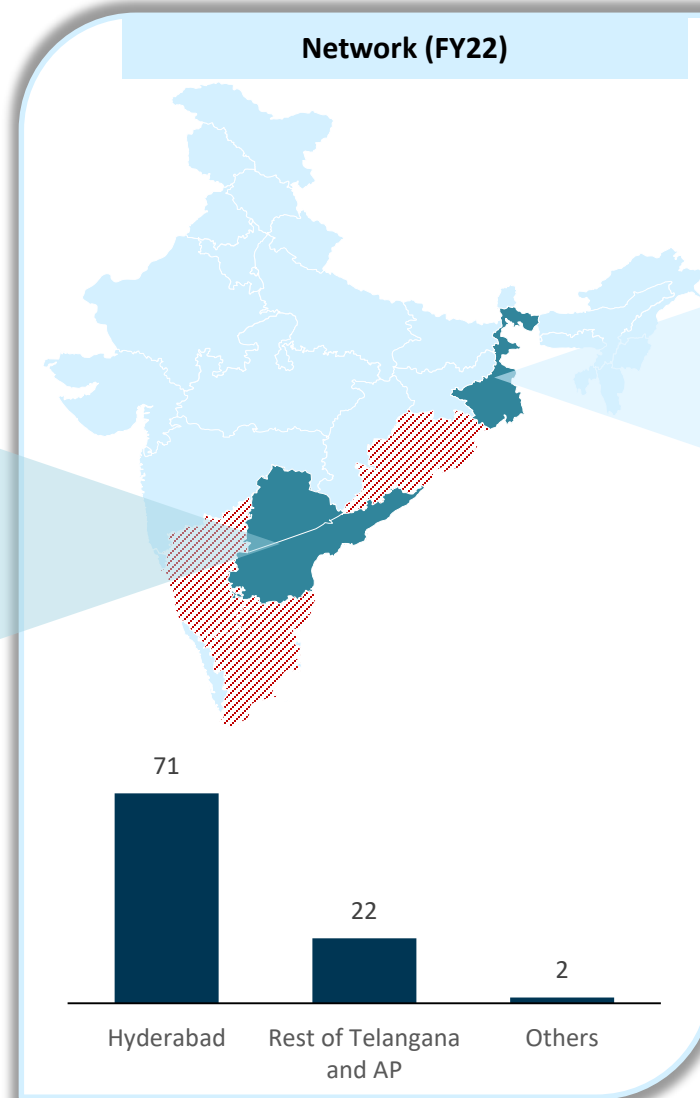 Network (FY22)
71
22
2
Hyderabad
Rest of Telangana
and AP
Others